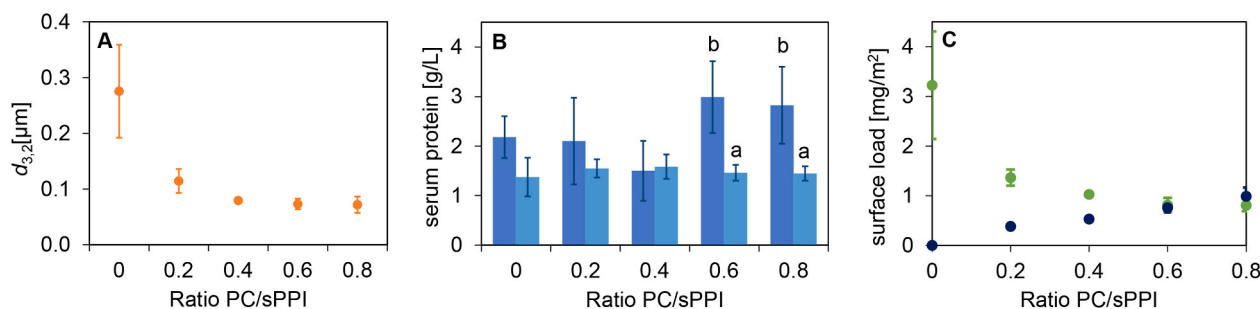 A
0.4
0.3
0.2
0.1
0.0
d3,2[µm]
0 0.2 0.4 0.6 0.8
Ratio PC/sPPI
B
b b
a a
4
3
2
1
0
serum protein [g/L]
0 0.2 0.4 0.6 0.8
Ratio PC/sPPI
C
4
3
2
1
0
surface load [mg/m²]
0 0.2 0.4 0.6 0.8
Ratio PC/sPPI